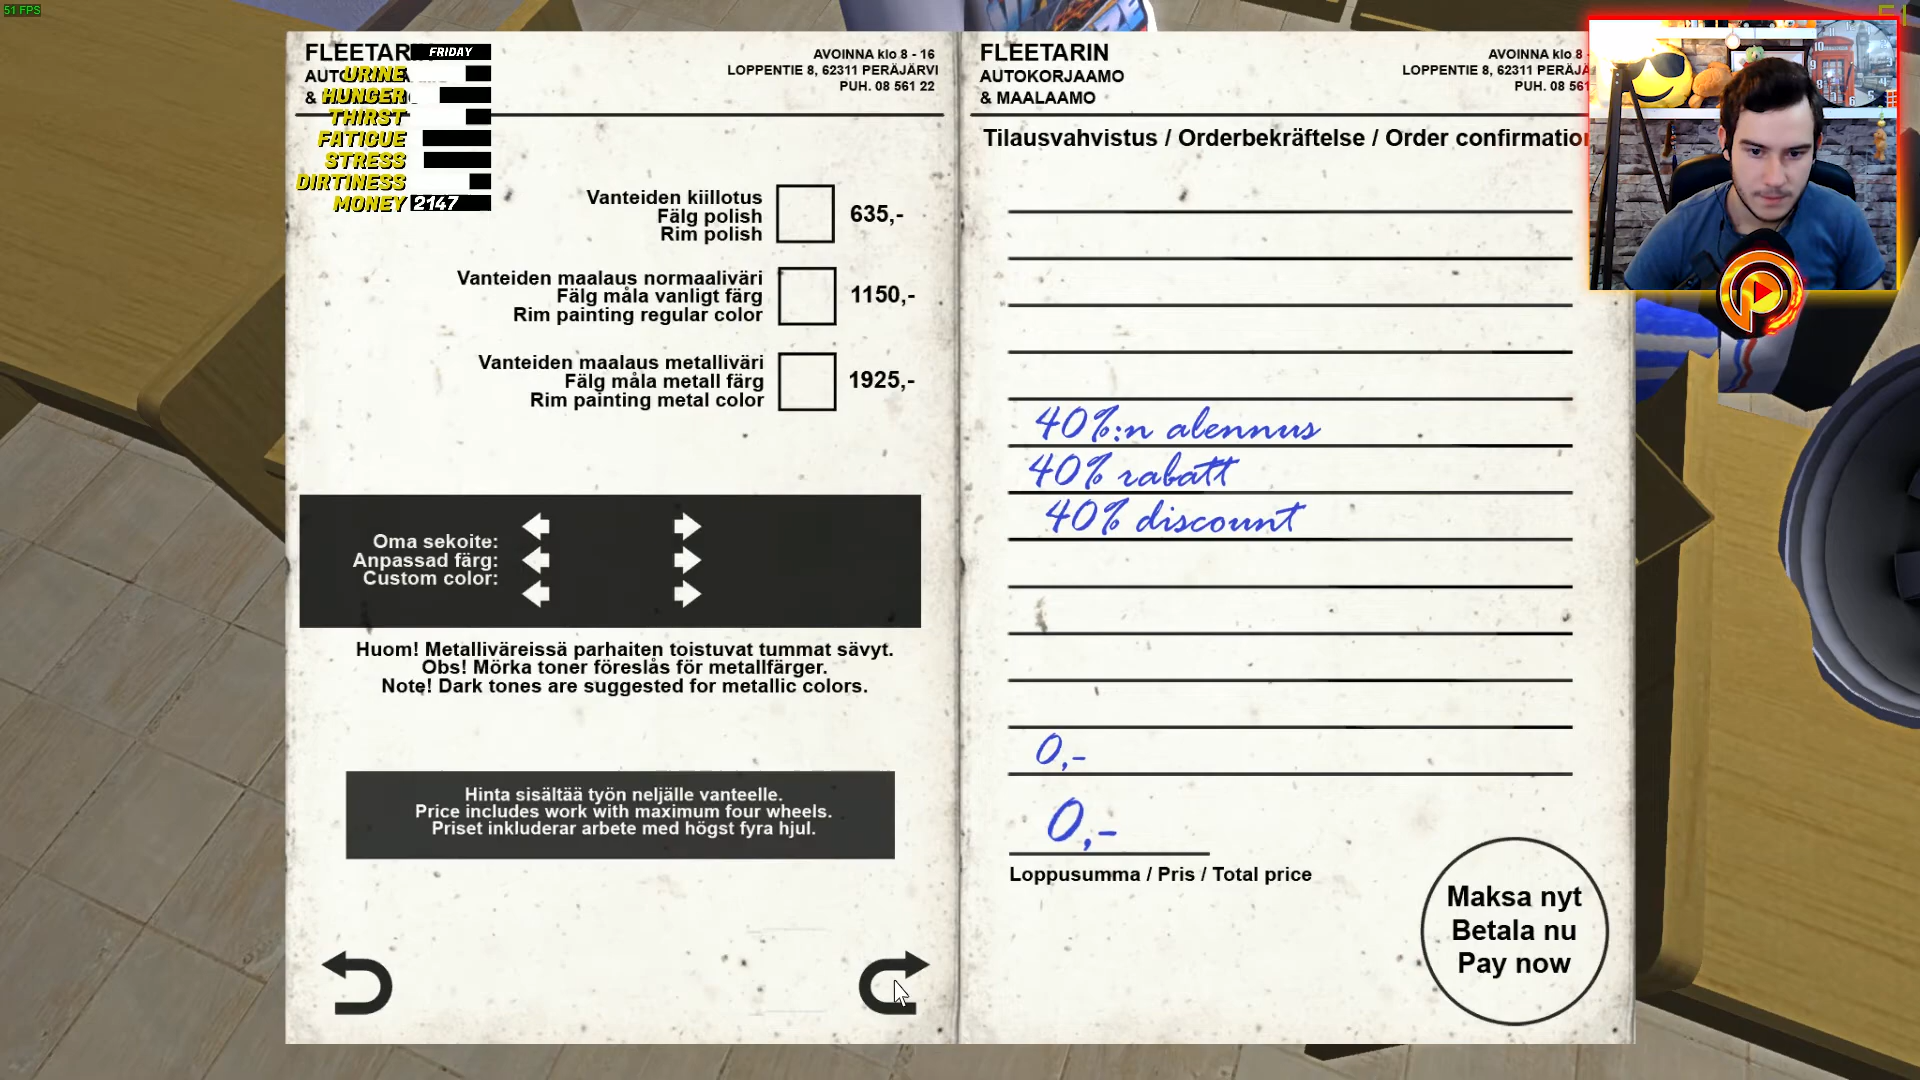 51 FPS
FLEETARIN
FRIDAY
URINE
HUNGER
THIRST
FATIGUE
STRESS
DIRTINESS
MONEY 2147
&
AVOINNA klo 8 - 16
LOPPENTIE 8, 62311 PERÄJÄRVI
PUH. 08 561 22
Vanteiden kiillotus
Fälg polish
Rim polish
635,-
Vanteiden maalaus normaaliväri
Fälg måla vanligt färg
Rim painting regular color
1150,-
Vanteiden maalaus metalliväri
Fälg måla metall färg
Rim painting metal color
1925,-
Oma sekoite:
Anpassad färg:
Custom color:
Huom! Metalliväreissä parhaiten toistuvat tummat sävyt.
Obs! Mörka toner föreslås för metallfärger.
Note! Dark tones are suggested for metallic colors.
Hinta sisältää työn neljälle vanteelle.
Price includes work with maximum four wheels.
Priset inkluderar arbete med högst fyra hjul.
FLEETARIN
AUTOKORJAAMO
& MAALAAMO
AVOINNA klo 8 -
LOPPENTIE 8, 62311 PERÄJÄ
PUH. 08 561
Tilausvahvistus / Orderbekräftelse / Order confirmation
40%:n alennus
40% rabatt
40% discount
0,-
0,-
Loppusumma / Pris / Total price
Maksa nyt
Betala nu
Pay now